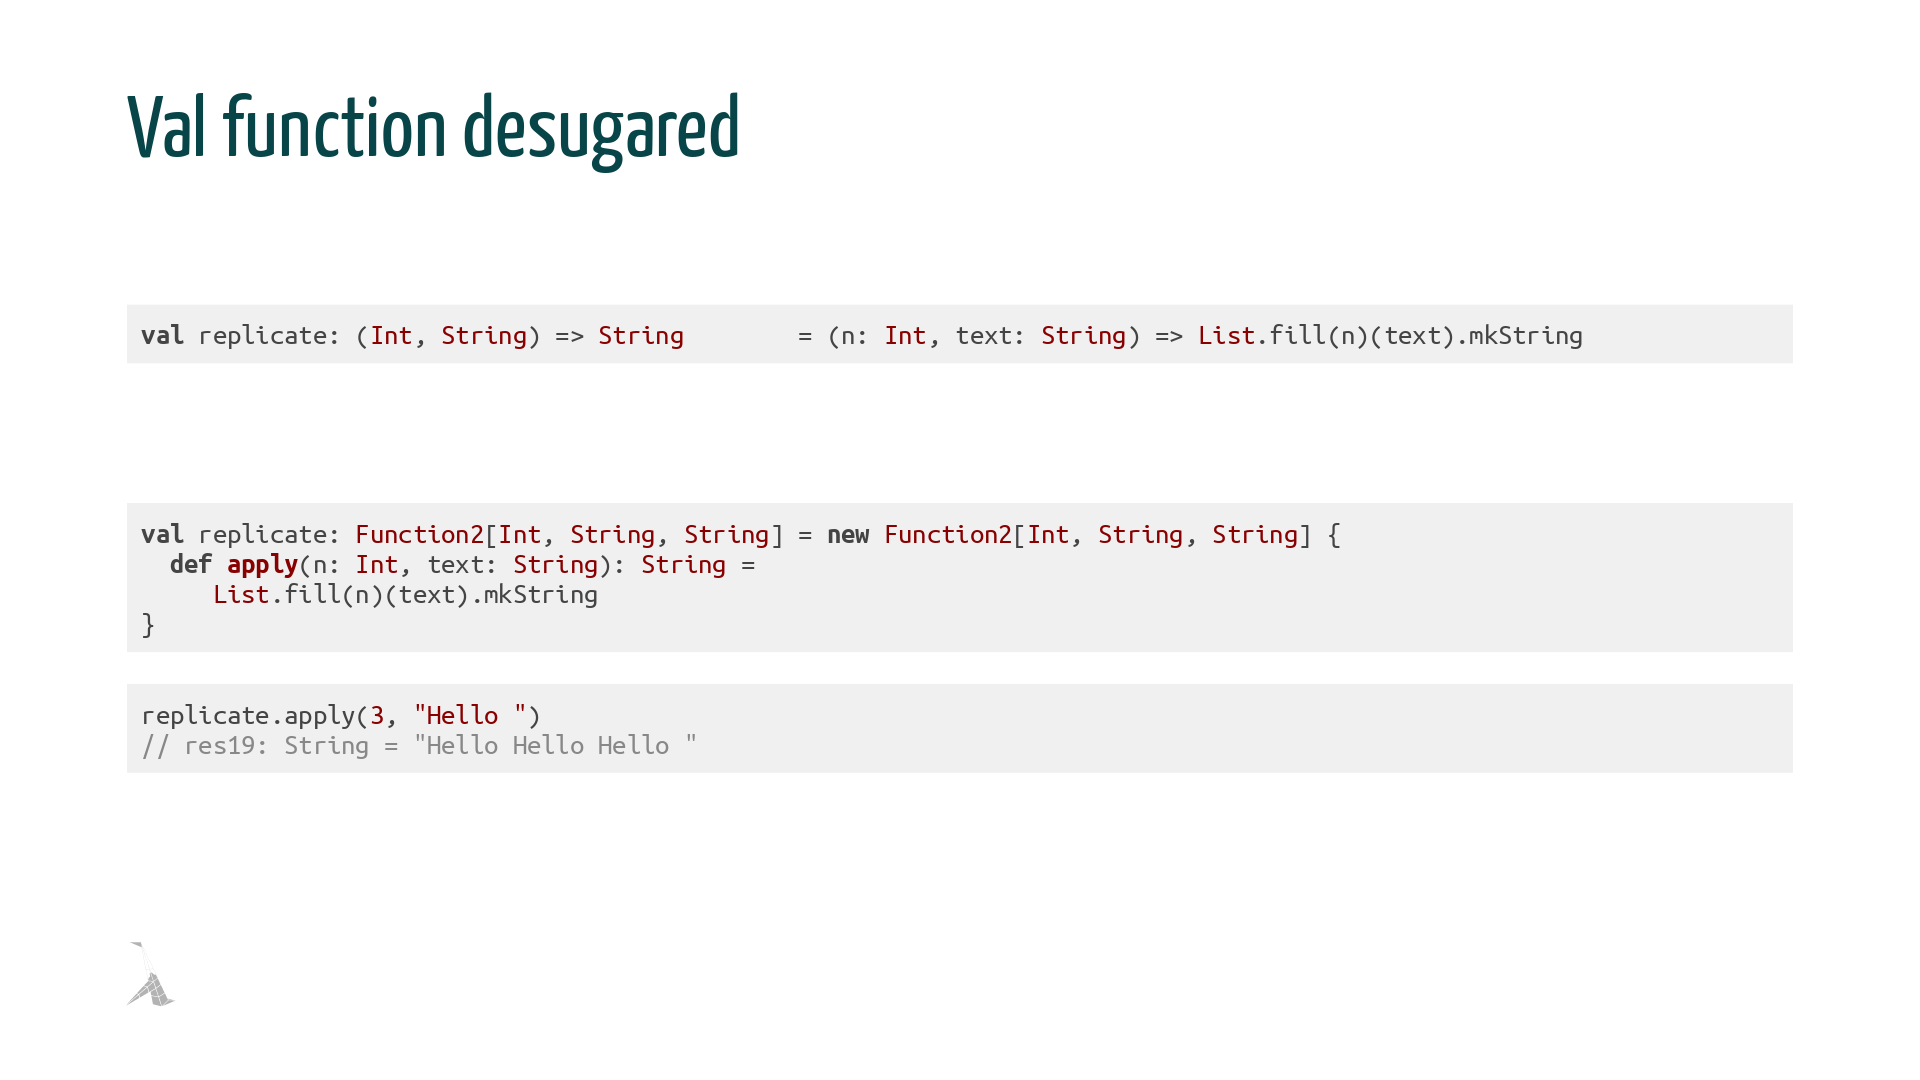 Val function desugared
val replicate: (Int, String) => String        = (n: Int, text: String) => List.fill(n)(text).mkString
val replicate: Function2[Int, String, String] = new Function2[Int, String, String] {
  def apply(n: Int, text: String): String =
     List.fill(n)(text).mkString
}
replicate.apply(3, "Hello ")
// res19: String = "Hello Hello Hello "